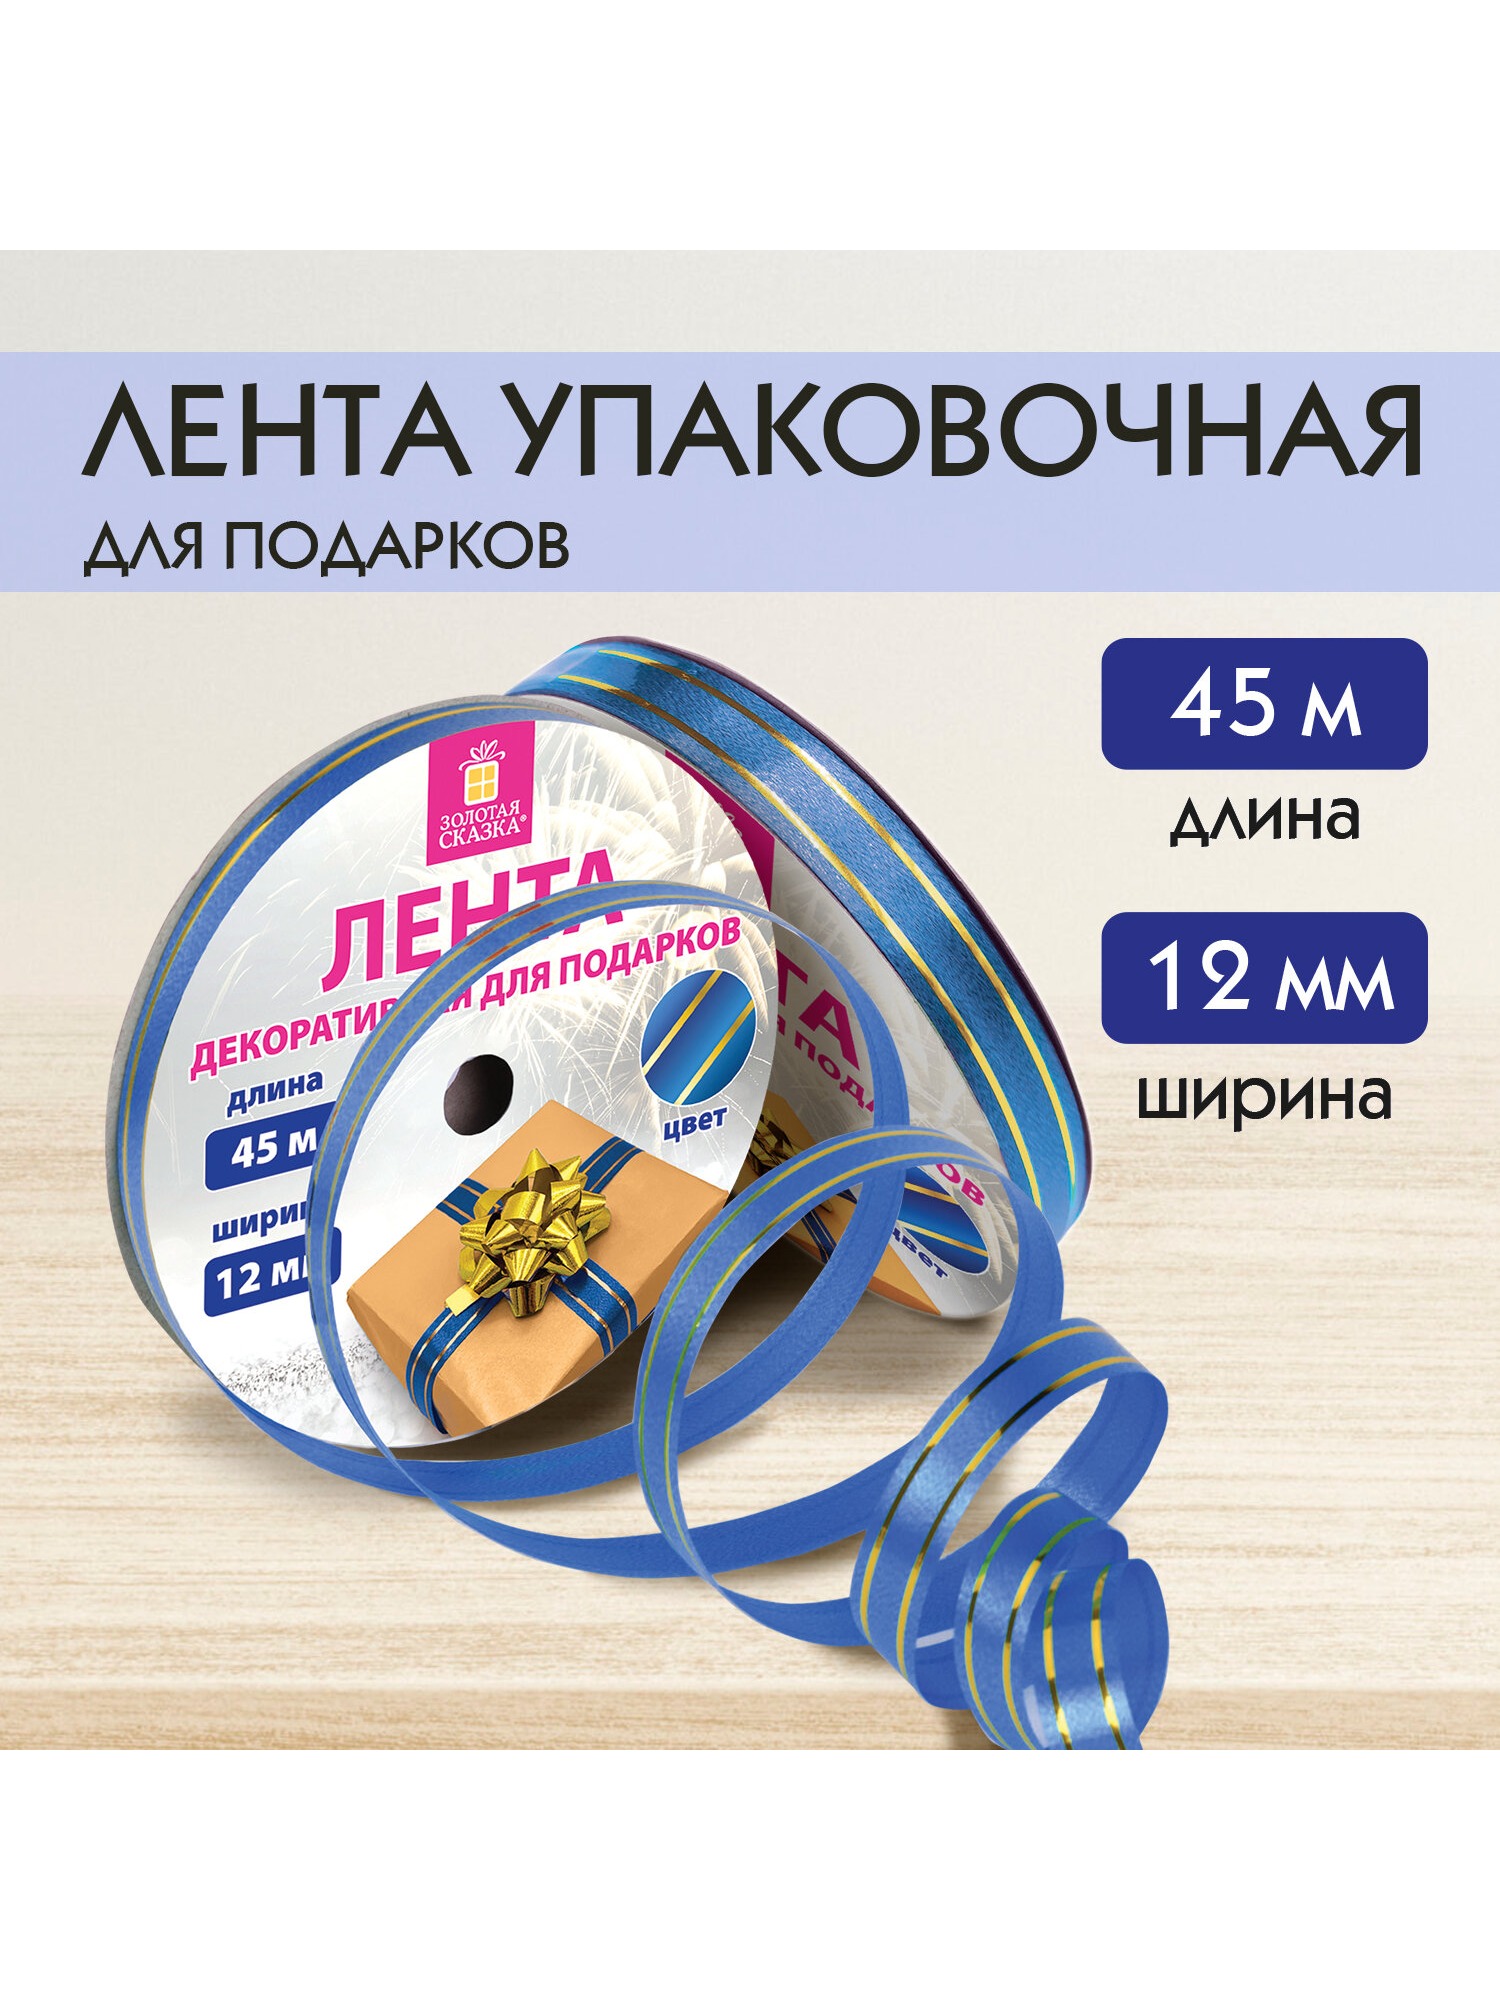 ЛЕНТА УПАКОВОЧНАЯ
ДЛЯ ПОДАРКОВ
45 м
длина
12 мм
ширина
ЗОЛОТАЯ
СКАЗКА®
ЛЕНТА
ДЕКОРАТИВНАЯ ДЛЯ ПОДАРКОВ
длина
45 м
ширина
12 мм
цвет
цвет